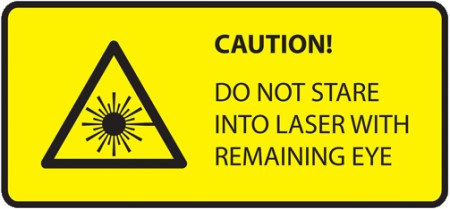 CAUTION!
DO NOT STARE
INTO LASER WITH
REMAINING EYE